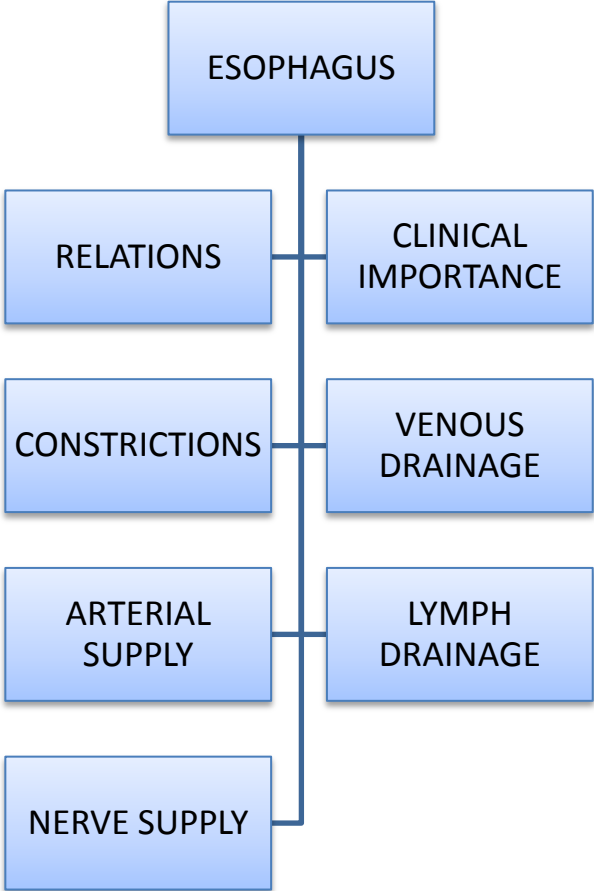 ESOPHAGUS
RELATIONS
CLINICAL
IMPORTANCE
CONSTRICTIONS
VENOUS
DRAINAGE
ARTERIAL
SUPPLY
LYMPH
DRAINAGE
NERVE SUPPLY